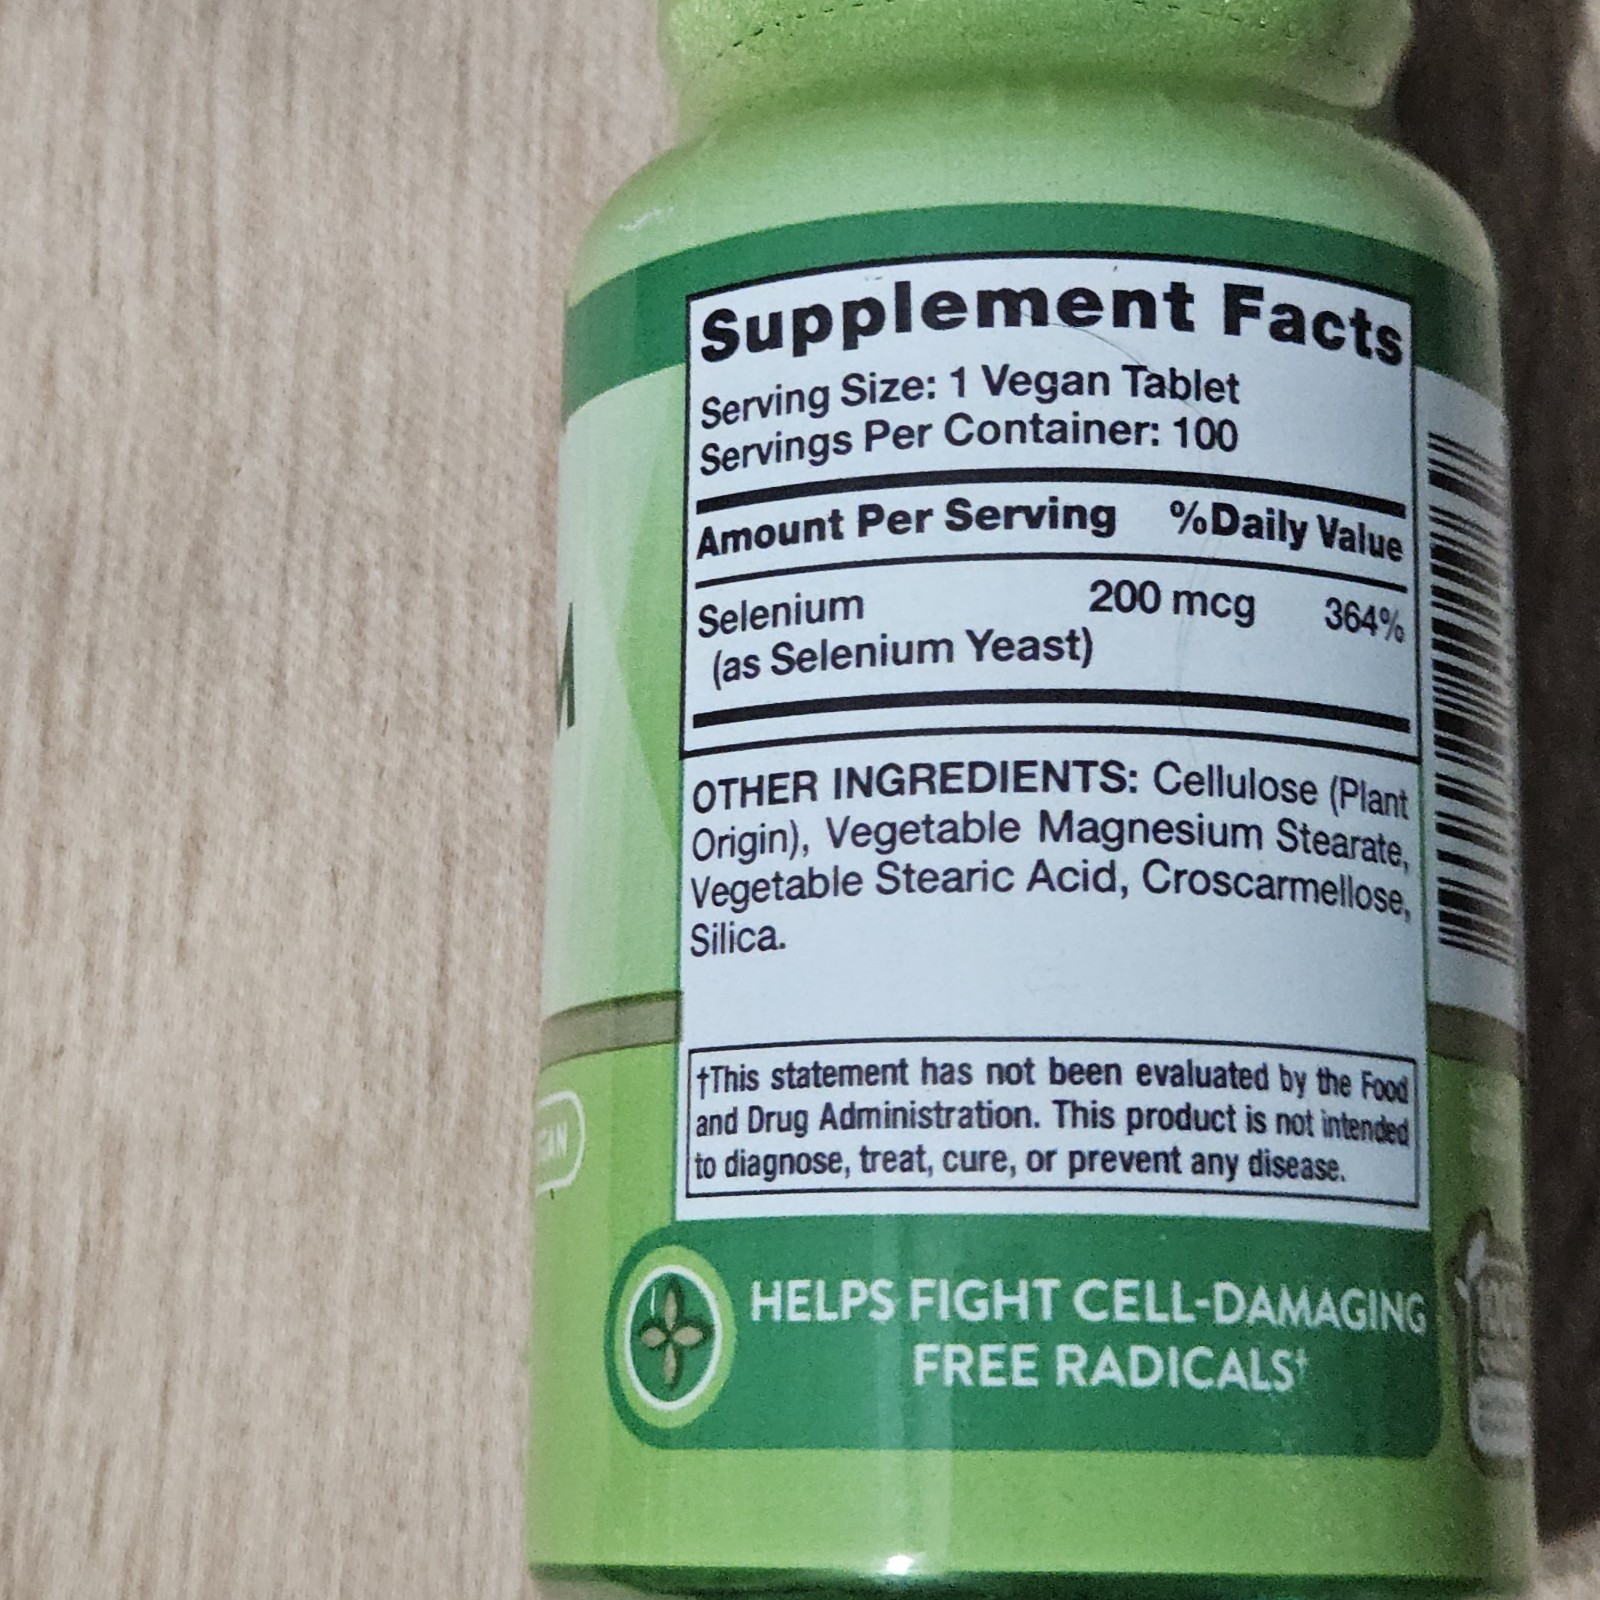 Supplement Facts
Serving Size: 1 Vegan Tablet
Servings Per Container: 100
Amount Per Serving %Daily Value
Selenium 200 mcg 364%
(as Selenium Yeast)
OTHER INGREDIENTS: Cellulose (Plant
Origin), Vegetable Magnesium Stearate,
Vegetable Stearic Acid, Croscarmellose,
Silica.
†This statement has not been evaluated by the Food
and Drug Administration. This product is not intended
to diagnose, treat, cure, or prevent any disease.
HELPS FIGHT CELL-DAMAGING
FREE RADICALS†